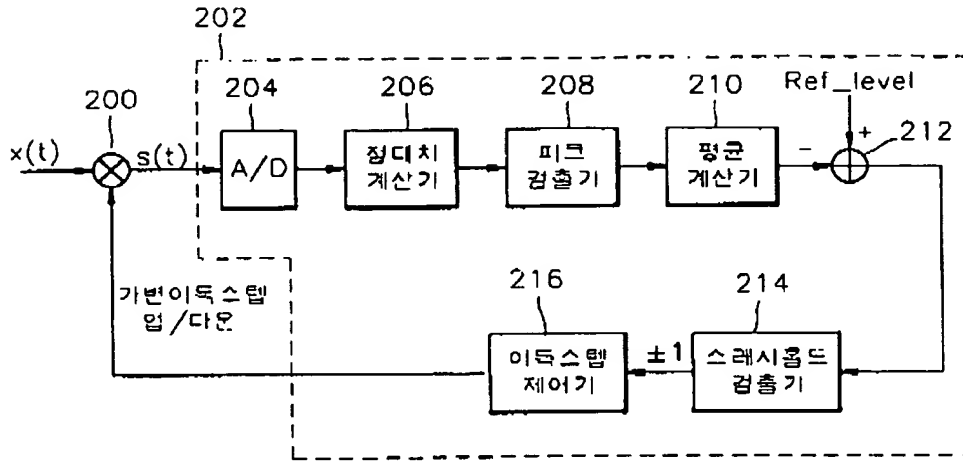 202
200
204
206
208
210
Ref_level
212
x(t)
s(t)
A/D
절대치
계산기
피크
검출기
평균
계산기
-
+
가변이득스텝
업/다운
216
이득스텝
제어기
±1
214
스레시홀드
검출기